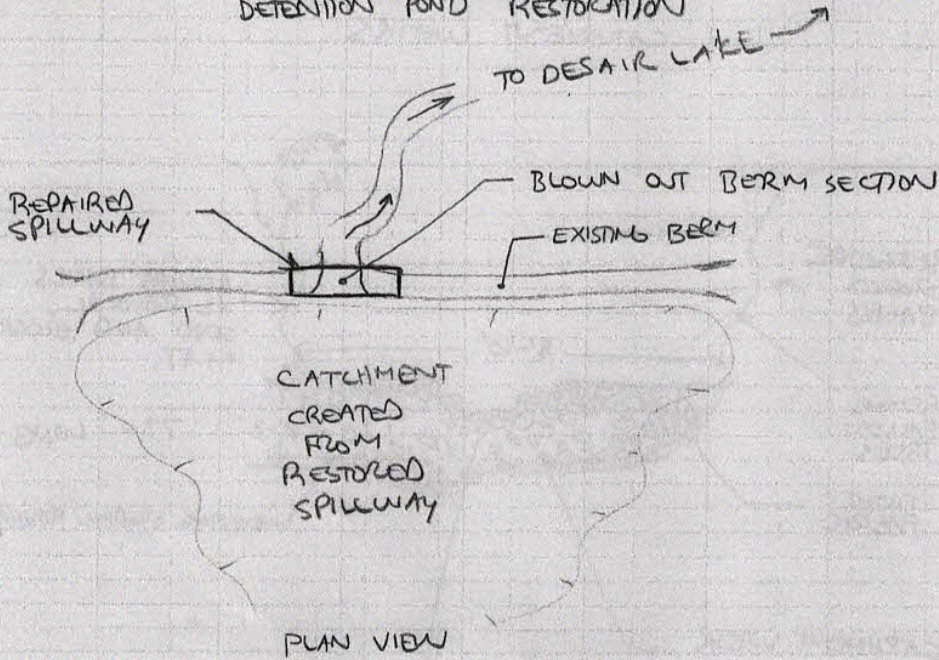 DETENTION POND RESTORATION
TO DESAIR LAKE
BLOWN OUT BERM SECTION
REPAIRED
SPILLWAY
EXISTING BERM
CATCHMENT
CREATED
FROM
RESTORED
SPILLWAY
PLAN VIEW